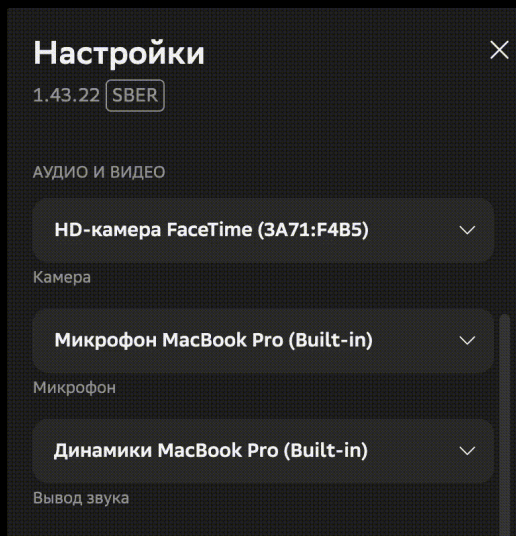 Настройки
1.43.22 SBER
АУДИО И ВИДЕО
HD-камера FaceTime (3A71:F4B5)
Камера
Микрофон MacBook Pro (Built-in)
Микрофон
Динамики MacBook Pro (Built-in)
Вывод звука